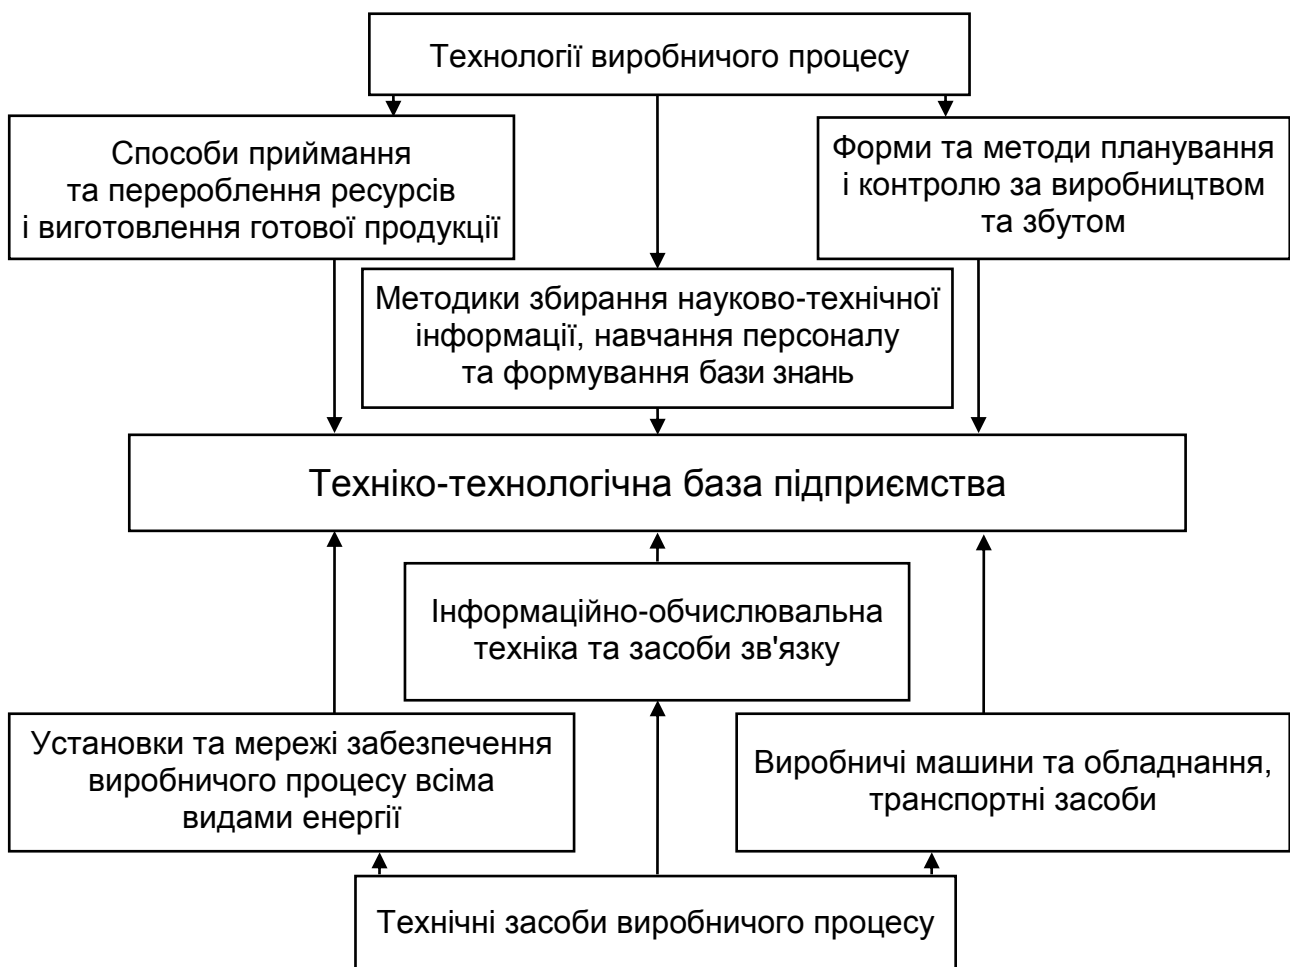 Технології виробничого процесу
Способи приймання
та перероблення ресурсів
і виготовлення готової продукції
Форми та методи планування
і контролю за виробництвом
та збутом
Методики збирання науково-технічної
інформації, навчання персоналу
та формування бази знань
Техніко-технологічна база підприємства
Інформаційно-обчислювальна
техніка та засоби зв'язку
Установки та мережі забезпечення
виробничого процесу всіма
видами енергії
Виробничі машини та обладнання,
транспортні засоби
Технічні засоби виробничого процесу